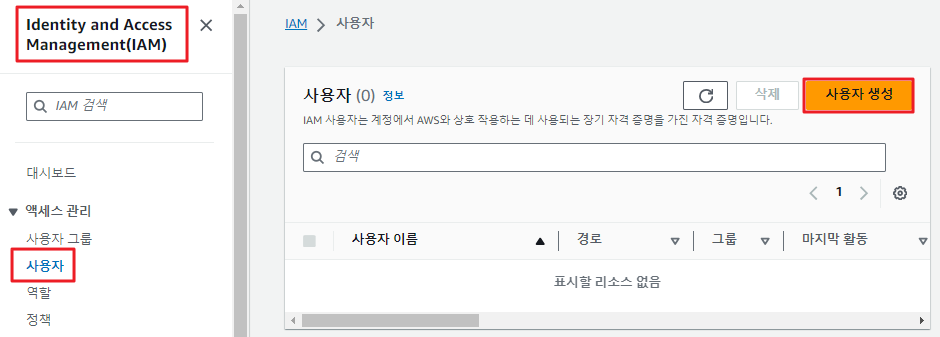 Identity and Access
Management(IAM)
IAM 검색
대시보드
액세스 관리
사용자 그룹
사용자
역할
정책
IAM > 사용자
사용자 (0) 정보
삭제
사용자 생성
IAM 사용자는 계정에서 AWS와 상호 작용하는 데 사용되는 장기 자격 증명을 가진 자격 증명입니다.
검색
1
사용자 이름 경로 그룹 마지막 활동
표시할 리소스 없음